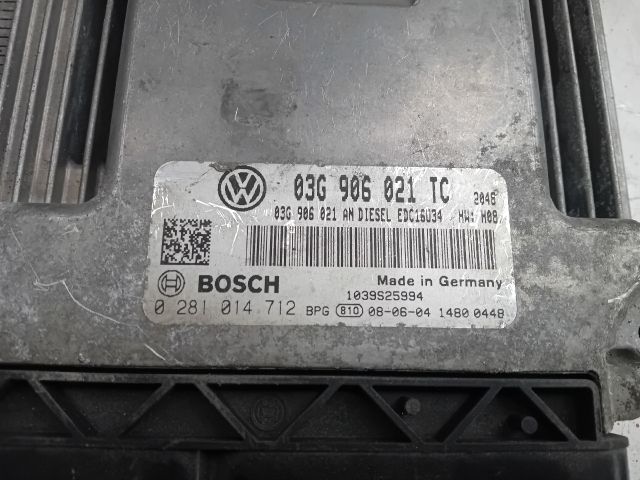 03G 906 021 TC 2046
03G 906 021 AN DIESEL EDC16U34 HW: H08
BOSCH Made in Germany
1039S25994
0 281 014 712 BPG 810 08-06-04 1480 0448